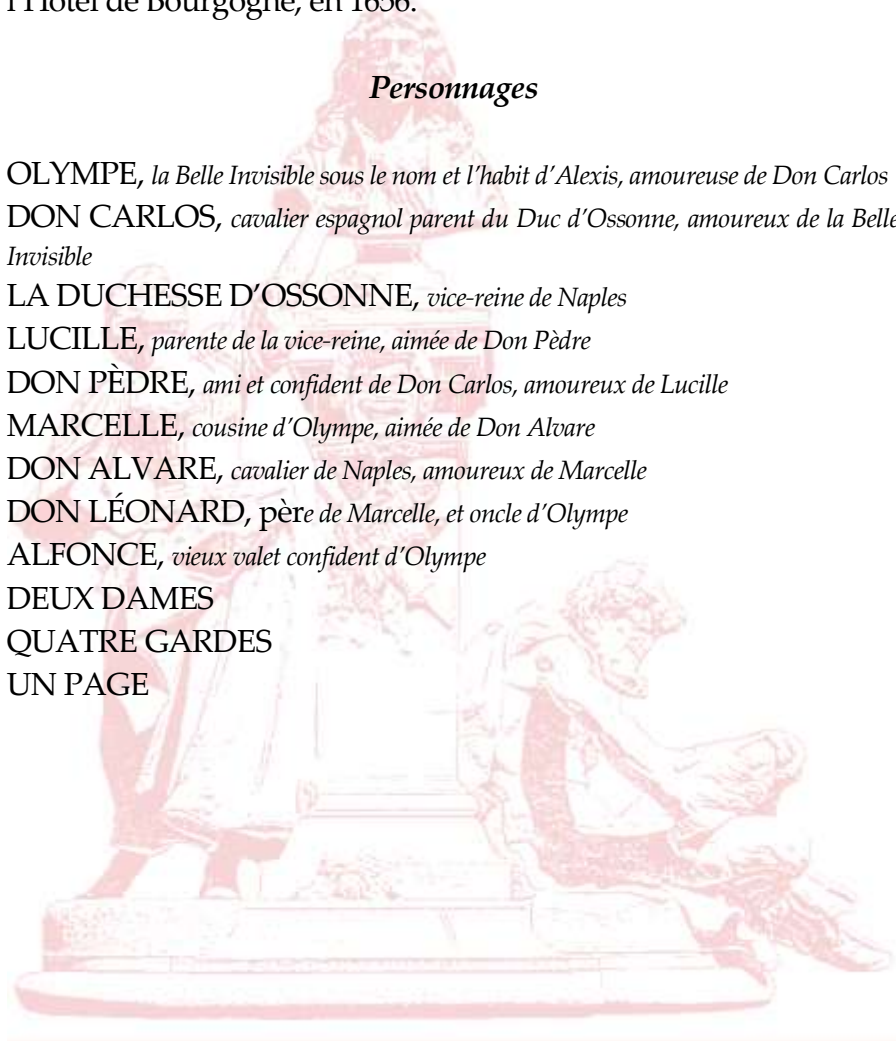 l'Hôtel de Bourgogne, en 1656.
Personnages
OLYMPE, la Belle Invisible sous le nom et l'habit d'Alexis, amoureuse de Don Carlos
DON CARLOS, cavalier espagnol parent du Duc d'Ossonne, amoureux de la Belle
Invisible
LA DUCHESSE D'OSSONNE, vice-reine de Naples
LUCILLE, parente de la vice-reine, aimée de Don Pèdre
DON PÈDRE, ami et confident de Don Carlos, amoureux de Lucille
MARCELLE, cousine d'Olympe, aimée de Don Alvare
DON ALVARE, cavalier de Naples, amoureux de Marcelle
DON LÉONARD, père de Marcelle, et oncle d'Olympe
ALFONCE, vieux valet confident d'Olympe
DEUX DAMES
QUATRE GARDES
UN PAGE